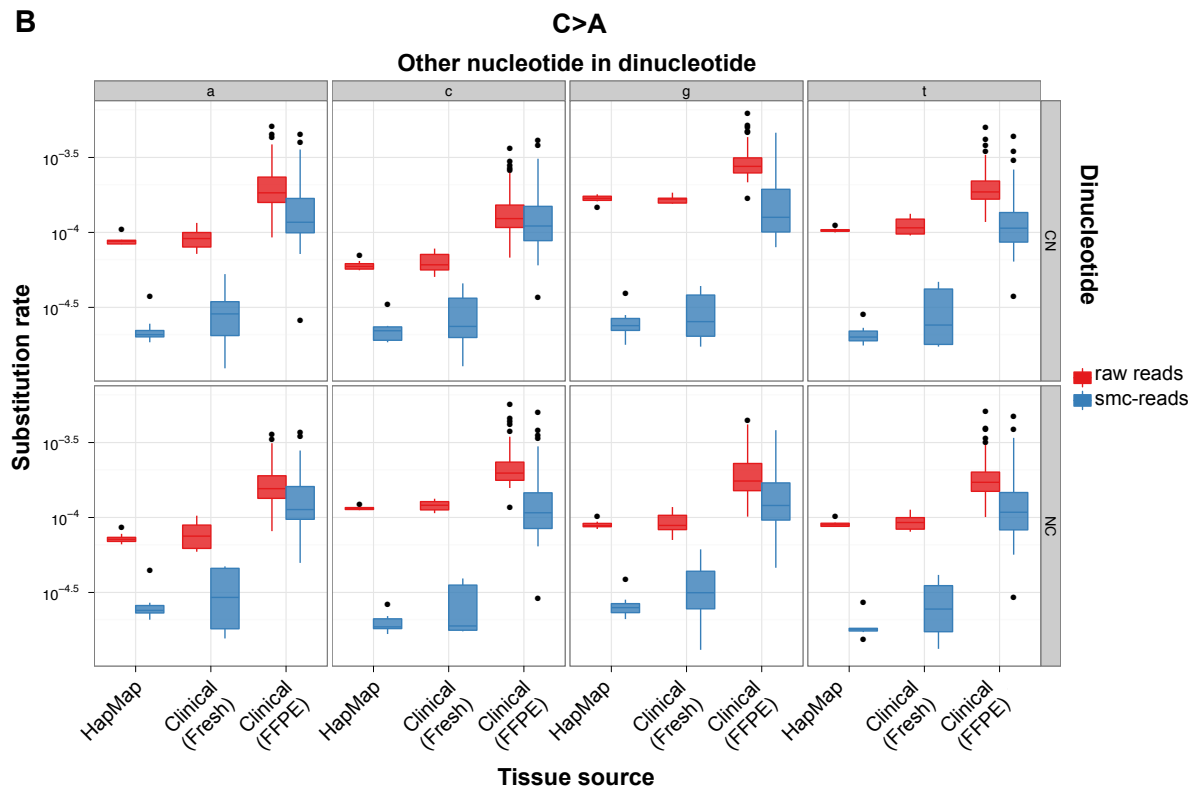 B
C>A
Other nucleotide in dinucleotide
a c g t
Substitution rate
10^-3.5
10^-4
10^-4.5
CN
Dinucleotide
raw reads
smc-reads
10^-3.5
10^-4
10^-4.5
NC
HapMap Clinical (Fresh) Clinical (FFPE) HapMap Clinical (Fresh) Clinical (FFPE) HapMap Clinical (Fresh) Clinical (FFPE) HapMap Clinical (Fresh) Clinical (FFPE)
Tissue source